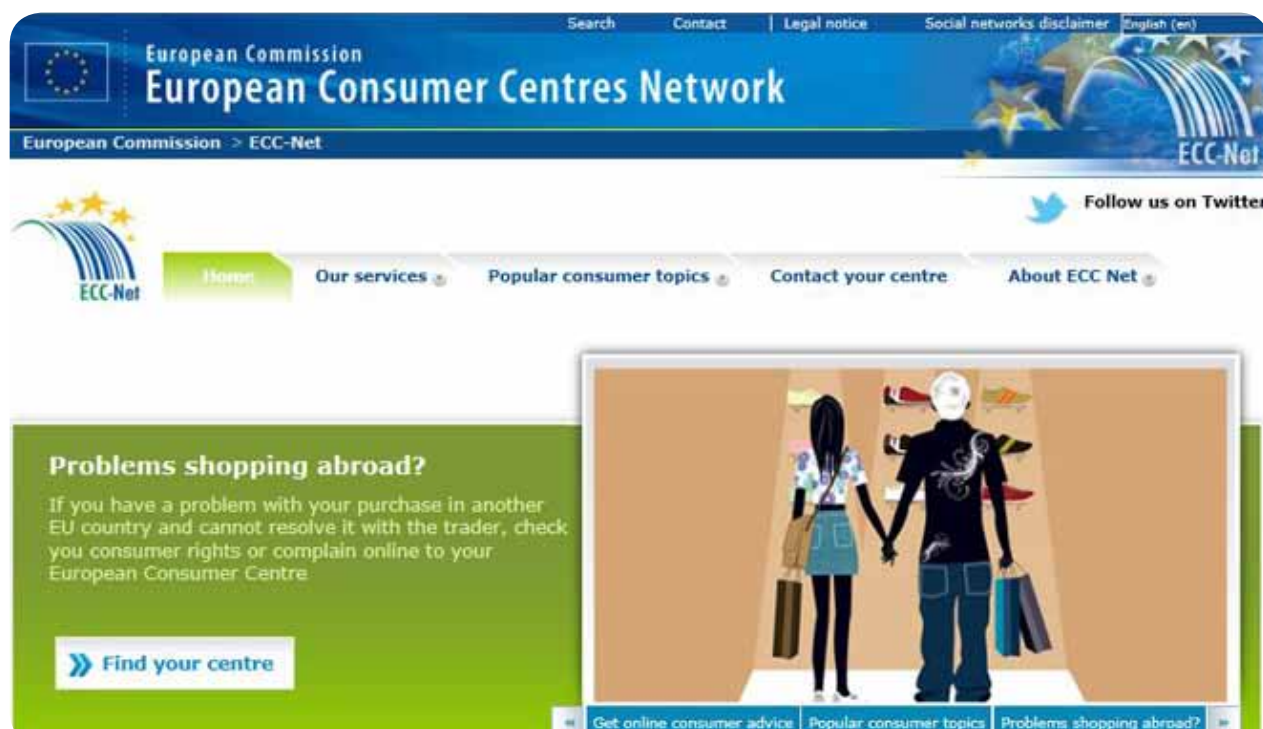 Search Contact | Legal notice Social networks disclaimer English (en)
European Commission
European Consumer Centres Network
European Commission > ECC-Net
ECC-Net
Follow us on Twitter
ECC-Net
Home Our services Popular consumer topics Contact your centre About ECC Net
Problems shopping abroad?
If you have a problem with your purchase in another
EU country and cannot resolve it with the trader, check
you consumer rights or complain online to your
European Consumer Centre
» Find your centre
« Get online consumer advice Popular consumer topics Problems shopping abroad? »